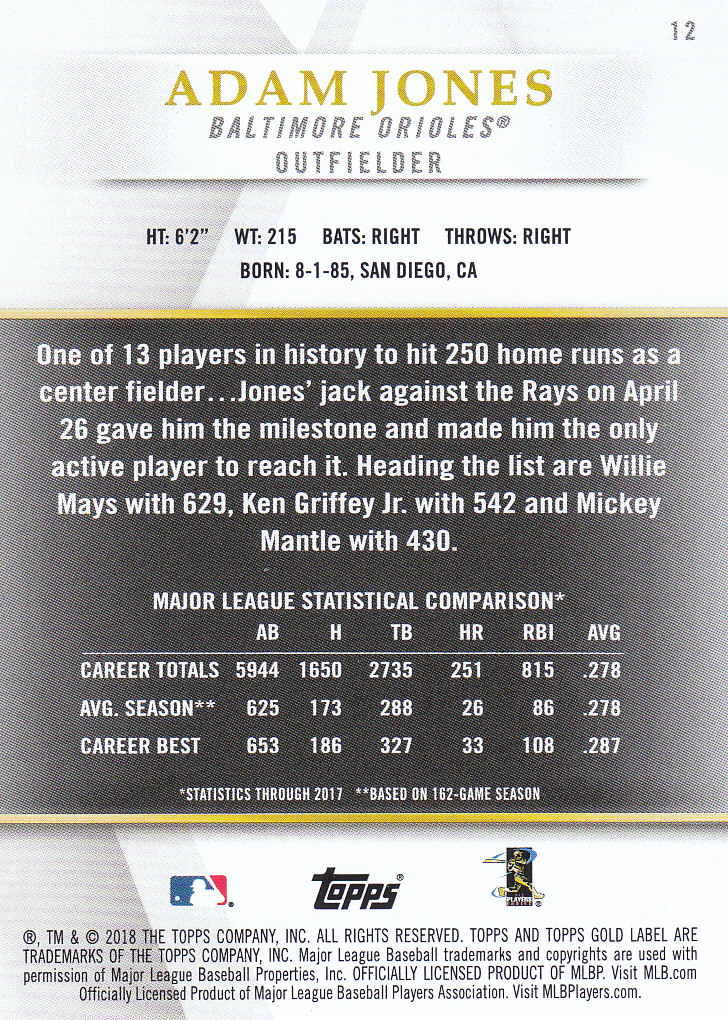 12
ADAM JONES
BALTIMORE ORIOLES®
OUTFIELDER
HT: 6'2" WT: 215 BATS: RIGHT THROWS: RIGHT
BORN: 8-1-85, SAN DIEGO, CA
One of 13 players in history to hit 250 home runs as a
center fielder...Jones' jack against the Rays on April
26 gave him the milestone and made him the only
active player to reach it. Heading the list are Willie
Mays with 629, Ken Griffey Jr. with 542 and Mickey
Mantle with 430.
MAJOR LEAGUE STATISTICAL COMPARISON*
AB H TB HR RBI AVG
CAREER TOTALS 5944 1650 2735 251 815 .278
AVG. SEASON** 625 173 288 26 86 .278
CAREER BEST 653 186 327 33 108 .287
*STATISTICS THROUGH 2017 **BASED ON 162-GAME SEASON
topps®
PLAYERS
®, TM & © 2018 THE TOPPS COMPANY, INC. ALL RIGHTS RESERVED. TOPPS AND TOPPS GOLD LABEL ARE
TRADEMARKS OF THE TOPPS COMPANY, INC. Major League Baseball trademarks and copyrights are used with
permission of Major League Baseball Properties, Inc. OFFICIALLY LICENSED PRODUCT OF MLBP. Visit MLB.com
Officially Licensed Product of Major League Baseball Players Association. Visit MLBPlayers.com.